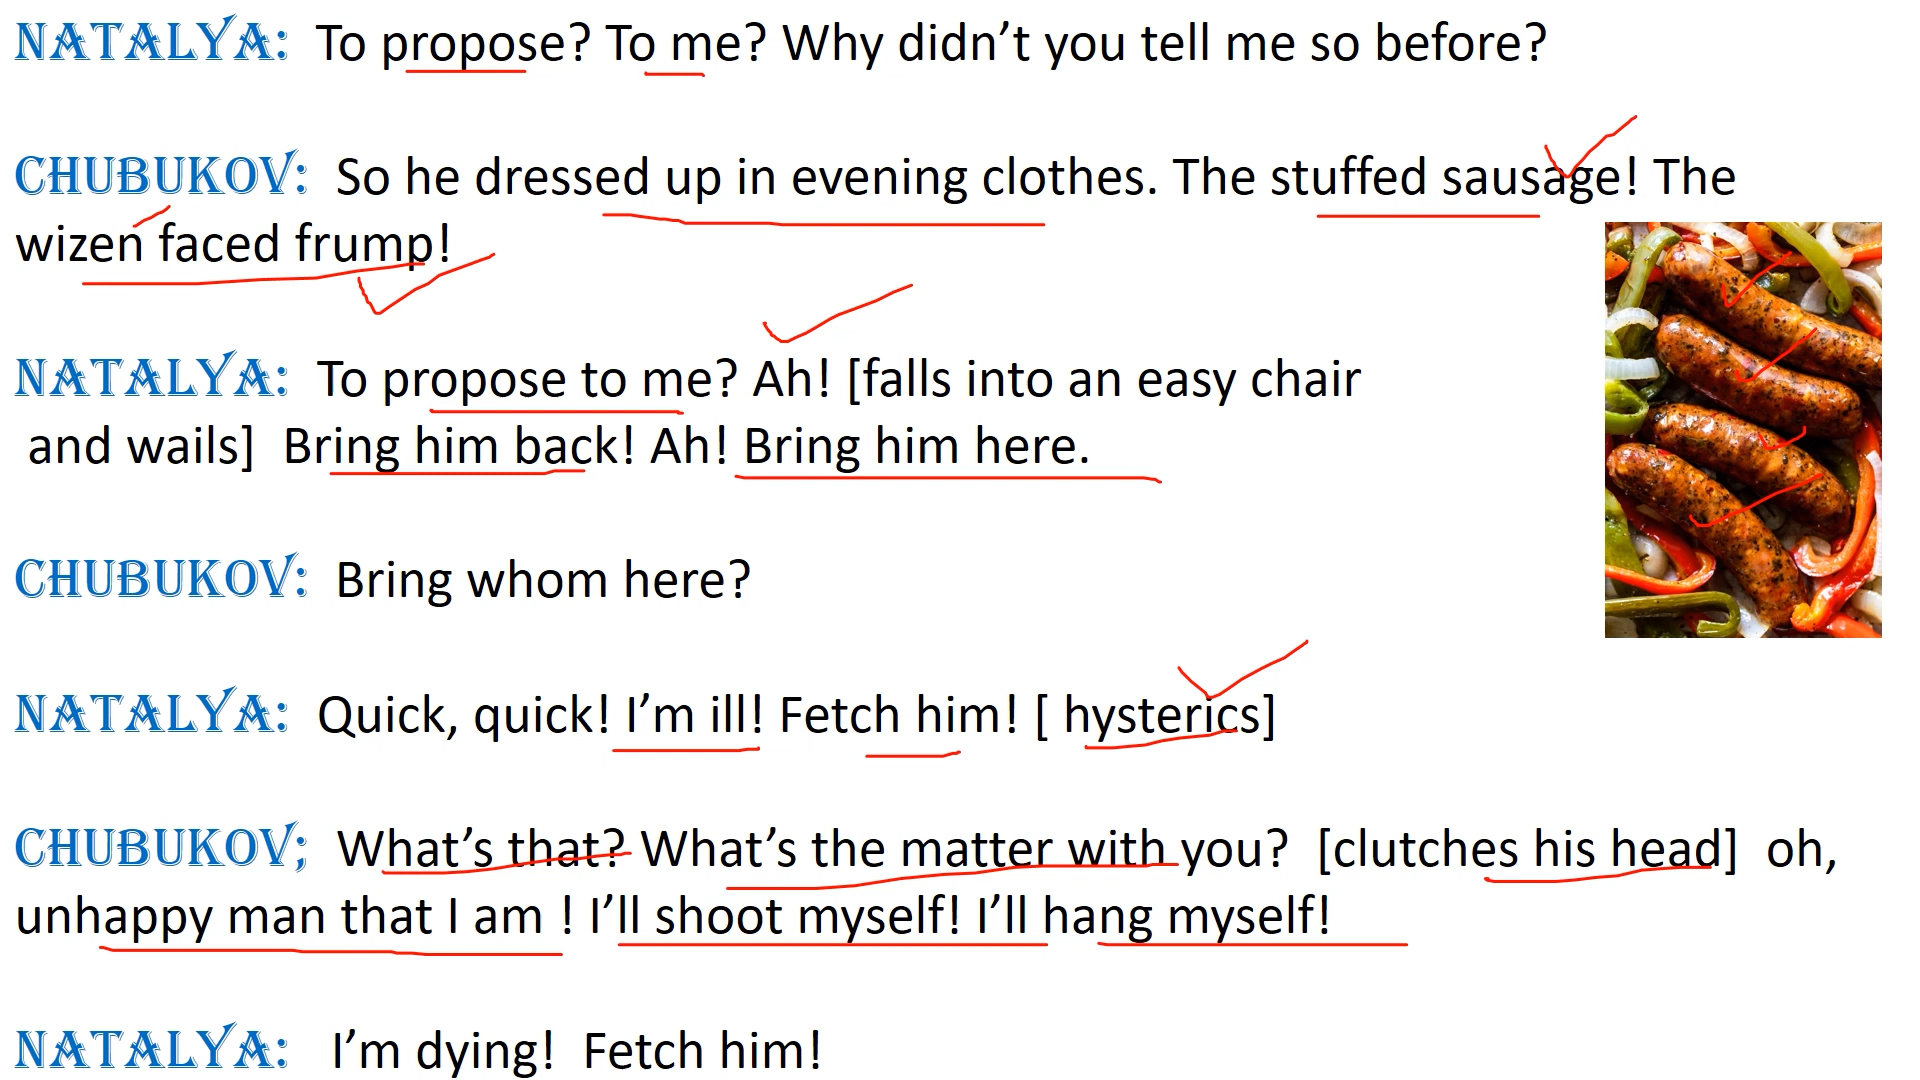 NATALYA: To propose? To me? Why didn’t you tell me so before?
CHUBUKOV: So he dressed up in evening clothes. The stuffed sausage! The
wizen faced frump!
NATALYA: To propose to me? Ah! [falls into an easy chair
and wails] Bring him back! Ah! Bring him here.
CHUBUKOV: Bring whom here?
NATALYA: Quick, quick! I’m ill! Fetch him! [ hysterics]
CHUBUKOV; What’s that? What’s the matter with you? [clutches his head] oh,
unhappy man that I am ! I’ll shoot myself! I’ll hang myself!
NATALYA: I’m dying! Fetch him!